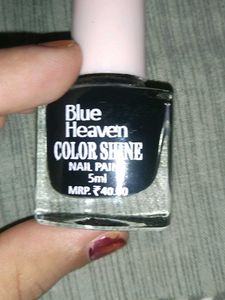 Blue
Heaven
COLOR SHINE
NAIL PAINT
5ml
MRP. ₹40.00